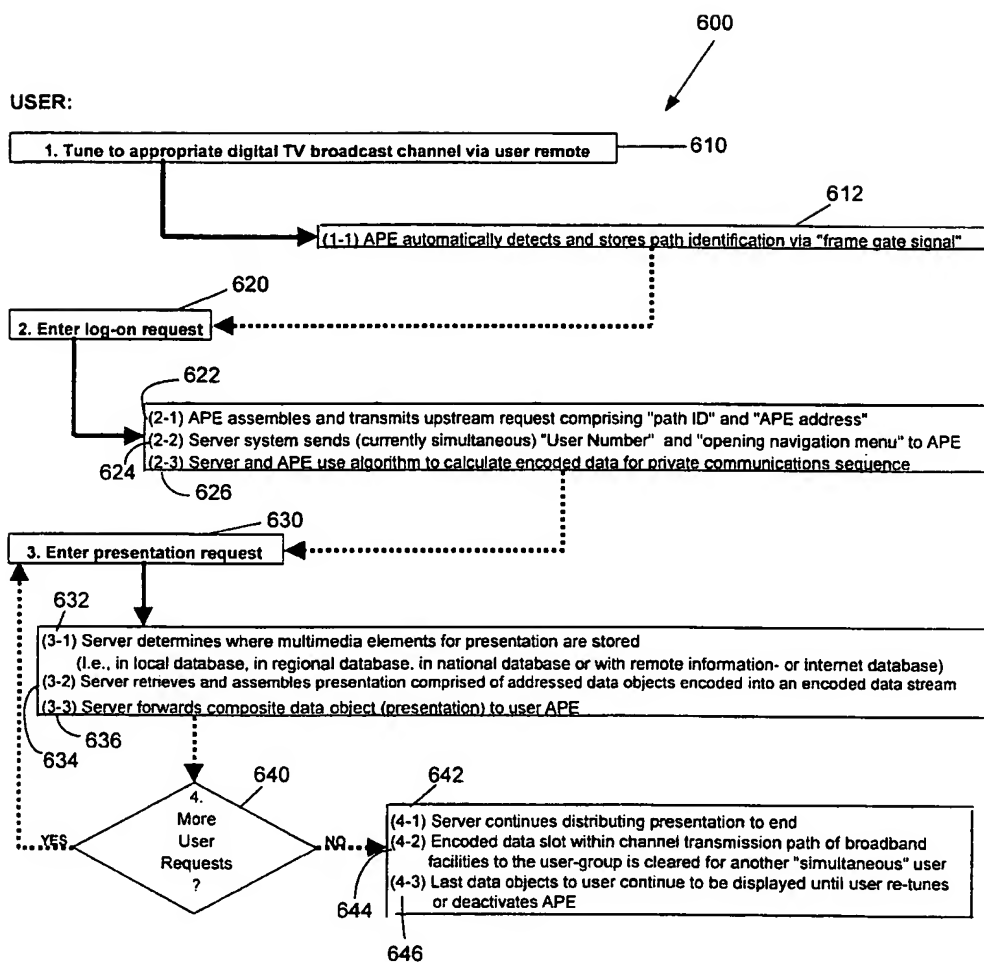 600
USER:
1. Tune to appropriate digital TV broadcast channel via user remote
610
612
(1-1) APE automatically detects and stores path identification via "frame gate signal"
620
2. Enter log-on request
622
(2-1) APE assembles and transmits upstream request comprising "path ID" and "APE address"
(2-2) Server system sends (currently simultaneous) "User Number" and "opening navigation menu" to APE
624
(2-3) Server and APE use algorithm to calculate encoded data for private communications sequence
626
630
3. Enter presentation request
632
(3-1) Server determines where multimedia elements for presentation are stored
(I.e., in local database, in regional database. in national database or with remote information- or internet database)
(3-2) Server retrieves and assembles presentation comprised of addressed data objects encoded into an encoded data stream
(3-3) Server forwards composite data object (presentation) to user APE
636
634
640
4.
More
User
Requests
?
YES
NO
642
(4-1) Server continues distributing presentation to end
(4-2) Encoded data slot within channel transmission path of broadband
facilities to the user-group is cleared for another "simultaneous" user
644
(4-3) Last data objects to user continue to be displayed until user re-tunes
or deactivates APE
646